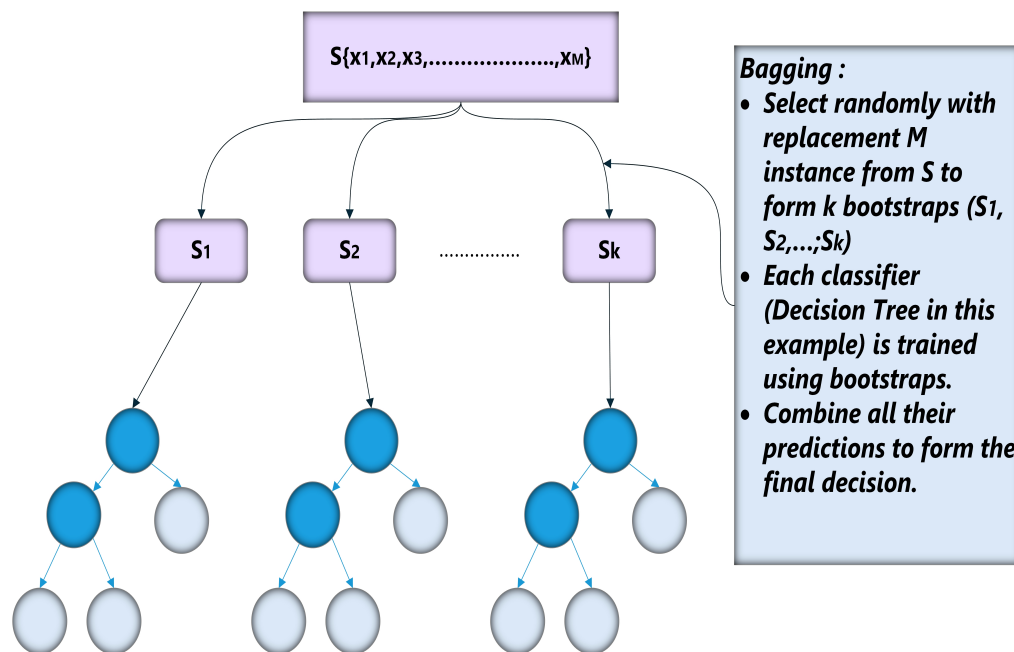 S{x1,x2,x3,.....................,xM}
S1
S2
................
Sk
Bagging :
• Select randomly with
replacement M
instance from S to
form k bootstraps (S1,
S2,...;Sk)
• Each classifier
(Decision Tree in this
example) is trained
using bootstraps.
• Combine all their
predictions to form the
final decision.